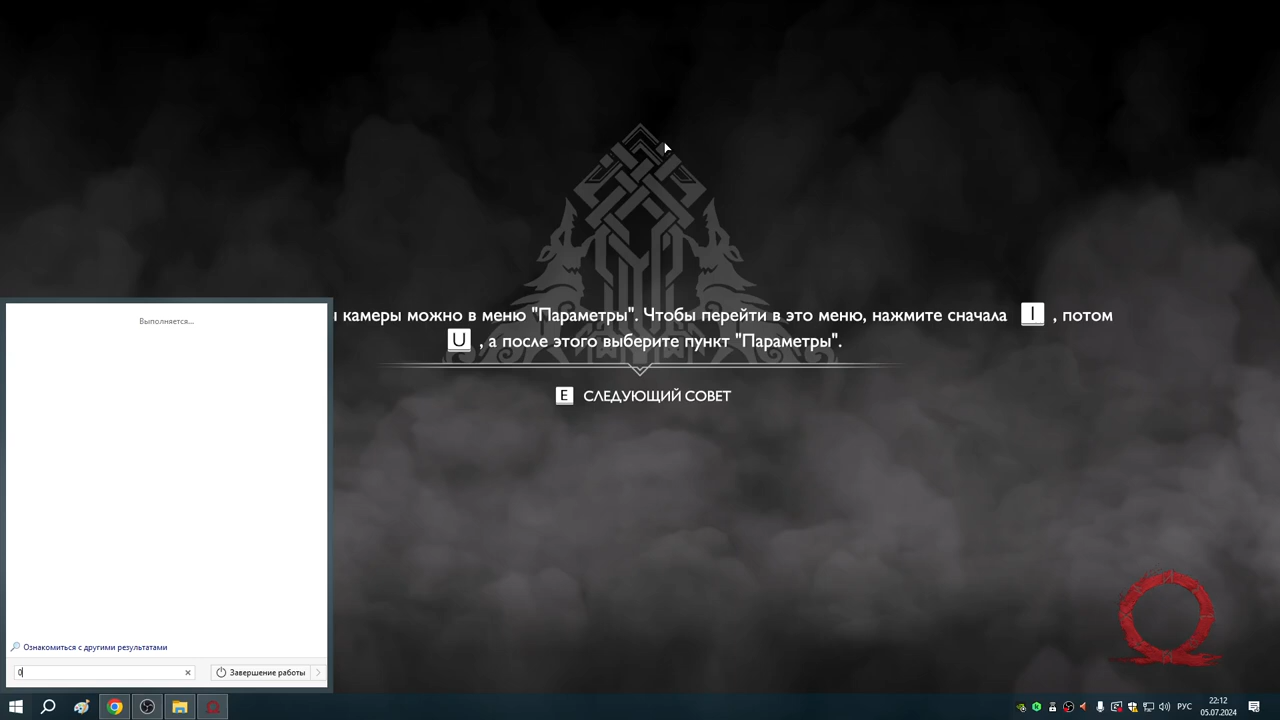 и камеры можно в меню "Параметры". Чтобы перейти в это меню, нажмите сначала I , потом
U , а после этого выберите пункт "Параметры".
E СЛЕДУЮЩИЙ СОВЕТ
Выполняется...
Ознакомиться с другими результатами
0
Завершение работы
РУС
22:12
05.07.2024